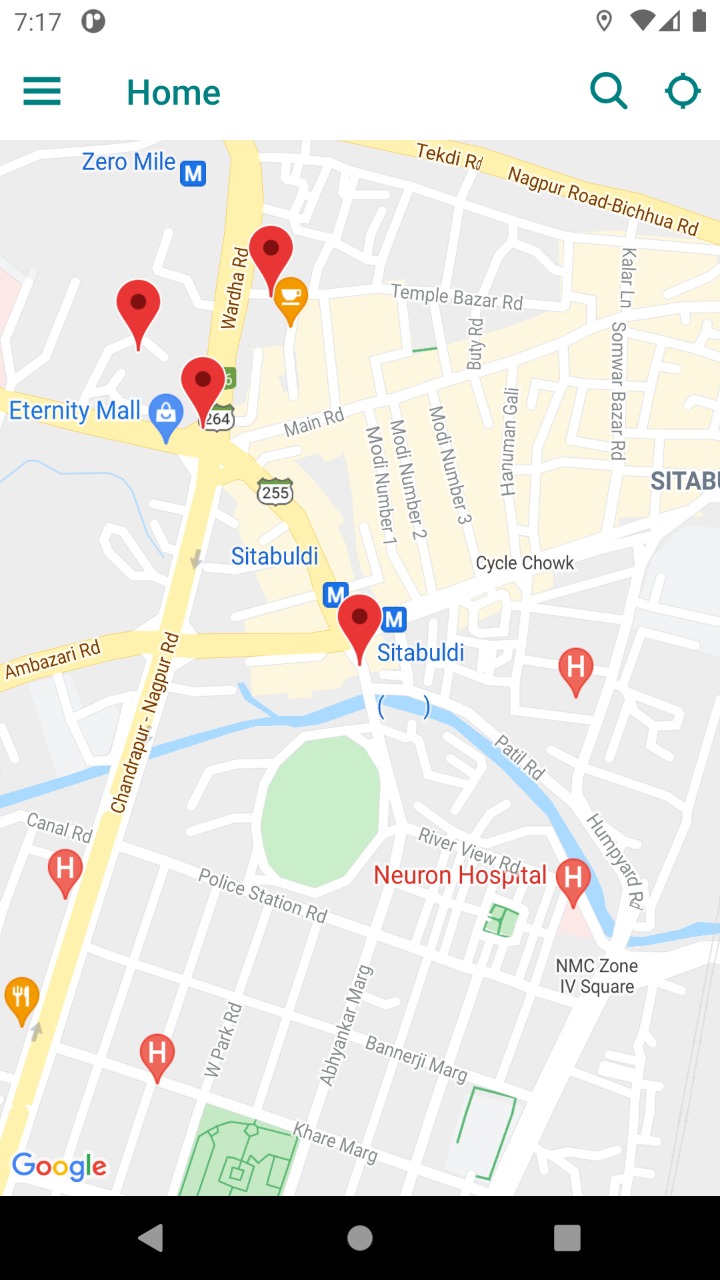 7:17
Home
Zero Mile
M
Tekdi Rd
Nagpur Road-Bichhua Rd
Wardha Rd
Kalar Ln
Temple Bazar Rd
Buty Rd
Somwar Bazar Rd
6
264
Eternity Mall
Main Rd
Modi Number 1
Modi Number 2
Modi Number 3
Hanuman Gali
SITABU
255
Sitabuldi
Cycle Chowk
M
M
Sitabuldi
H
Ambazari Rd
Chandrapur - Nagpur Rd
( )
Patil Rd
Humpyard Rd
Canal Rd
River View Rd
H
Neuron Hospital
H
Police Station Rd
NMC Zone
IV Square
W Park Rd
Abhyankar Marg
H
Bannerji Marg
Khare Marg
Google